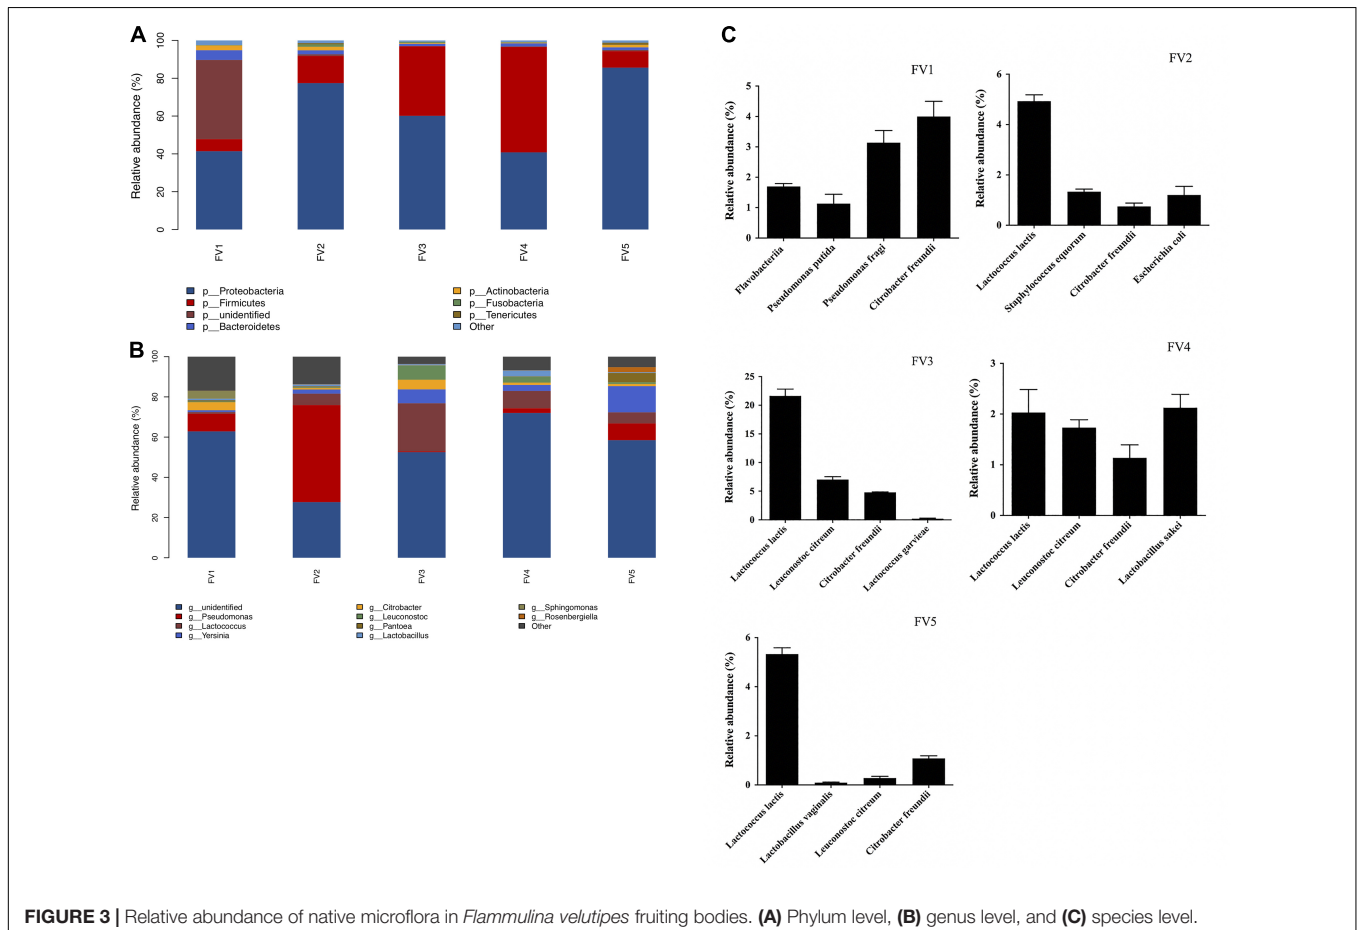 A
Relative abundance (%)
100
80
60
40
20
0
FV1
FV2
FV3
FV4
FV5
p__Proteobacteria
p__Firmicutes
p__unidentified
p__Bacteroidetes
p__Actinobacteria
p__Fusobacteria
p__Tenericutes
Other
B
Relative abundance (%)
100
80
60
40
20
0
FV1
FV2
FV3
FV4
FV5
g__unidentified
g__Pseudomonas
g__Lactococcus
g__Yersinia
g__Citrobacter
g__Leuconostoc
g__Pantoea
g__Lactobacillus
g__Sphingomonas
g__Rosenbergiella
Other
C
FV1
Relative abundance (%)
5
4
3
2
1
0
Flavobacteriia
Pseudomonas putida
Pseudomonas fragi
Citrobacter freundii
FV2
Relative abundance (%)
6
4
2
0
Lactococcus lactis
Staphylococcus equorum
Citrobacter freundii
Escherichia coli
FV3
Relative abundance (%)
25
20
15
10
5
0
Lactococcus lactis
Leuconostoc citreum
Citrobacter freundii
Lactococcus garvieae
FV4
Relative abundance (%)
3
2
1
0
Lactococcus lactis
Leuconostoc citreum
Citrobacter freundii
Lactobacillus sakei
FV5
Relative abundance (%)
6
4
2
0
Lactococcus lactis
Lactobacillus vaginalis
Leuconostoc citreum
Citrobacter freundii
FIGURE 3 | Relative abundance of native microflora in Flammulina velutipes fruiting bodies. (A) Phylum level, (B) genus level, and (C) species level.